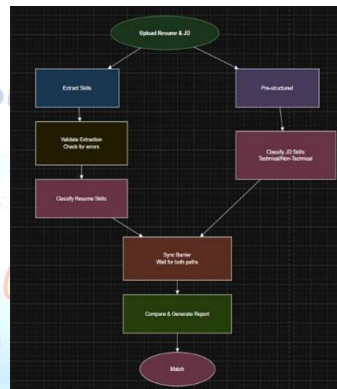 Upload Resume & JD
Extract Skills
Pre-structured
Validate Extraction
Check for errors
Classify JD Skills
Technical/Non-Technical
Classify Resume Skills
Sync Barrier
Wait for both paths
Compare & Generate Report
Match